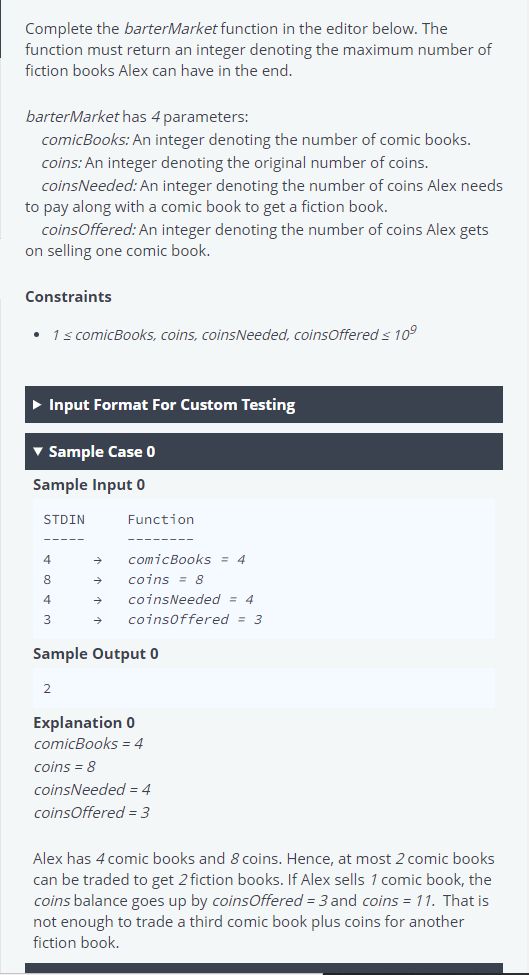 Complete the barterMarket function in the editor below. The
function must return an integer denoting the maximum number of
fiction books Alex can have in the end.
barterMarket has 4 parameters:
comicBooks: An integer denoting the number of comic books.
coins: An integer denoting the original number of coins.
coinsNeeded: An integer denoting the number of coins Alex needs
to pay along with a comic book to get a fiction book.
coinsOffered: An integer denoting the number of coins Alex gets
on selling one comic book.
Constraints
• 1 ≤ comicBooks, coins, coinsNeeded, coinsOffered ≤ 10⁹
▶ Input Format For Custom Testing
▼ Sample Case 0
Sample Input 0
STDIN Function
----- --------
4 → comicBooks = 4
8 → coins = 8
4 → coinsNeeded = 4
3 → coinsOffered = 3
Sample Output 0
2
Explanation 0
comicBooks = 4
coins = 8
coinsNeeded = 4
coinsOffered = 3
Alex has 4 comic books and 8 coins. Hence, at most 2 comic books
can be traded to get 2 fiction books. If Alex sells 1 comic book, the
coins balance goes up by coinsOffered = 3 and coins = 11. That is
not enough to trade a third comic book plus coins for another
fiction book.